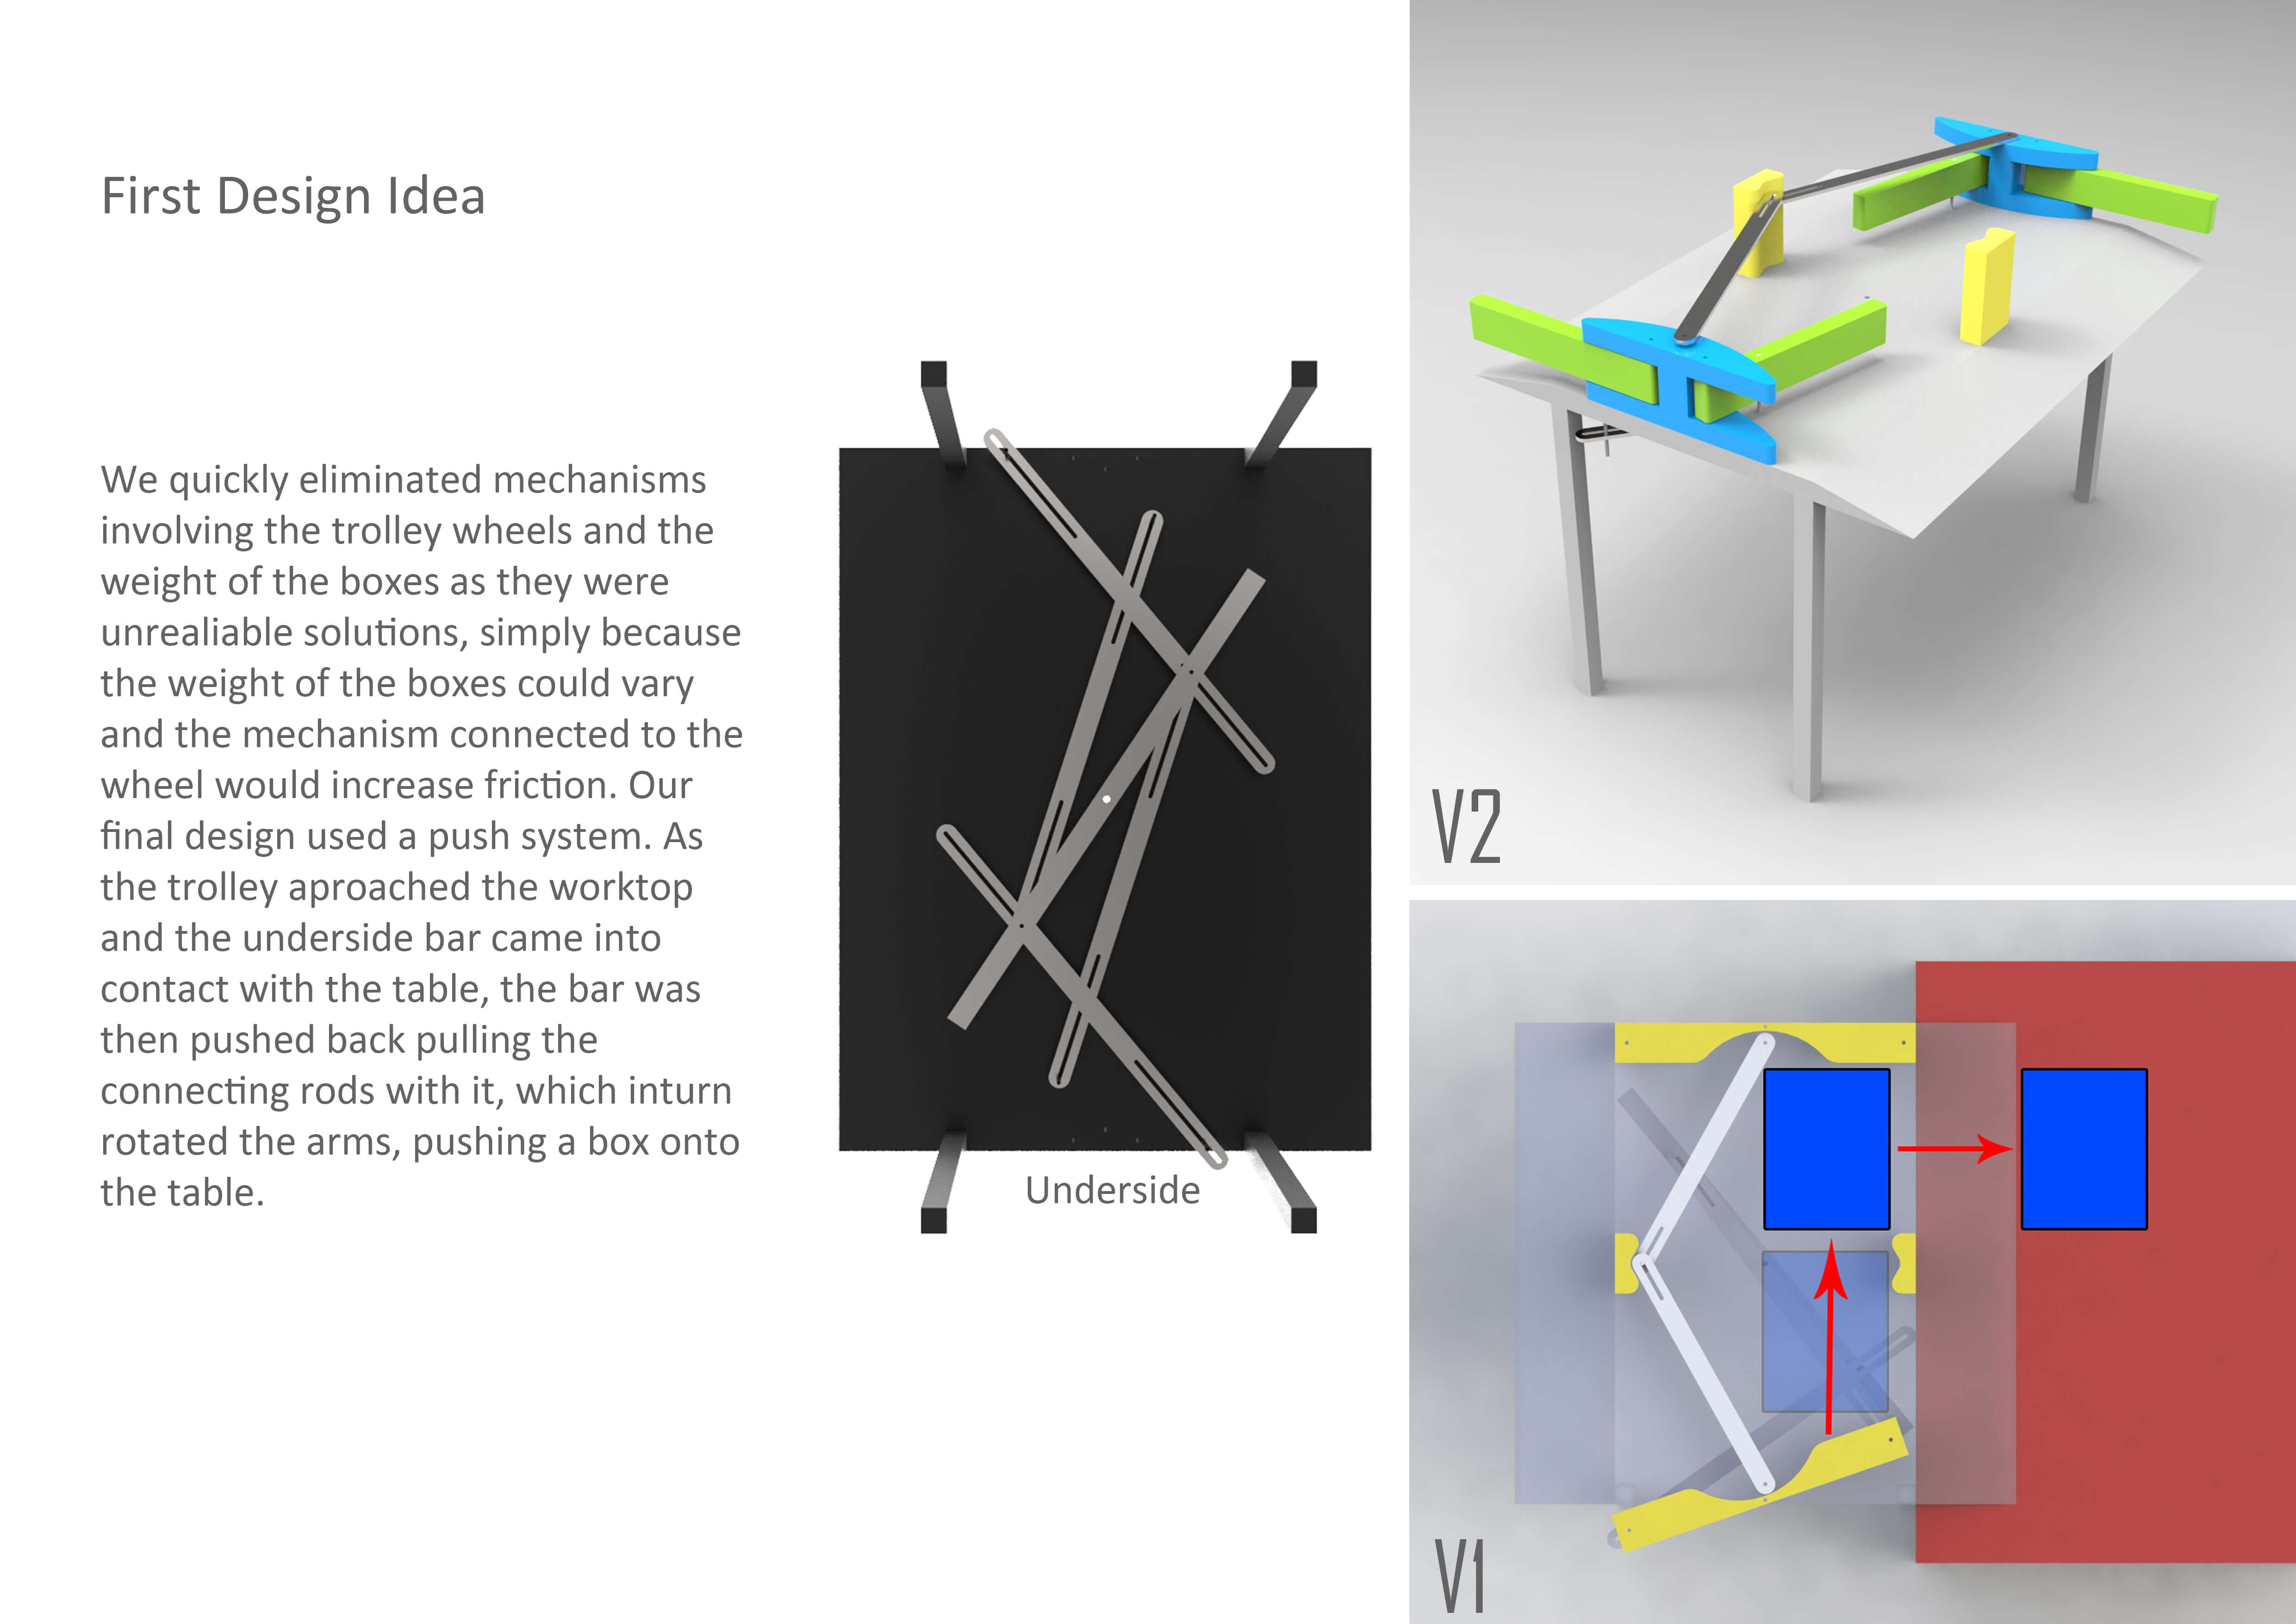 First Design Idea
We quickly eliminated mechanisms
involving the trolley wheels and the
weight of the boxes as they were
unrealiable solutions, simply because
the weight of the boxes could vary
and the mechanism connected to the
wheel would increase friction. Our
final design used a push system. As
the trolley aproached the worktop
and the underside bar came into
contact with the table, the bar was
then pushed back pulling the
connecting rods with it, which inturn
rotated the arms, pushing a box onto
the table.
Underside
V2
V1